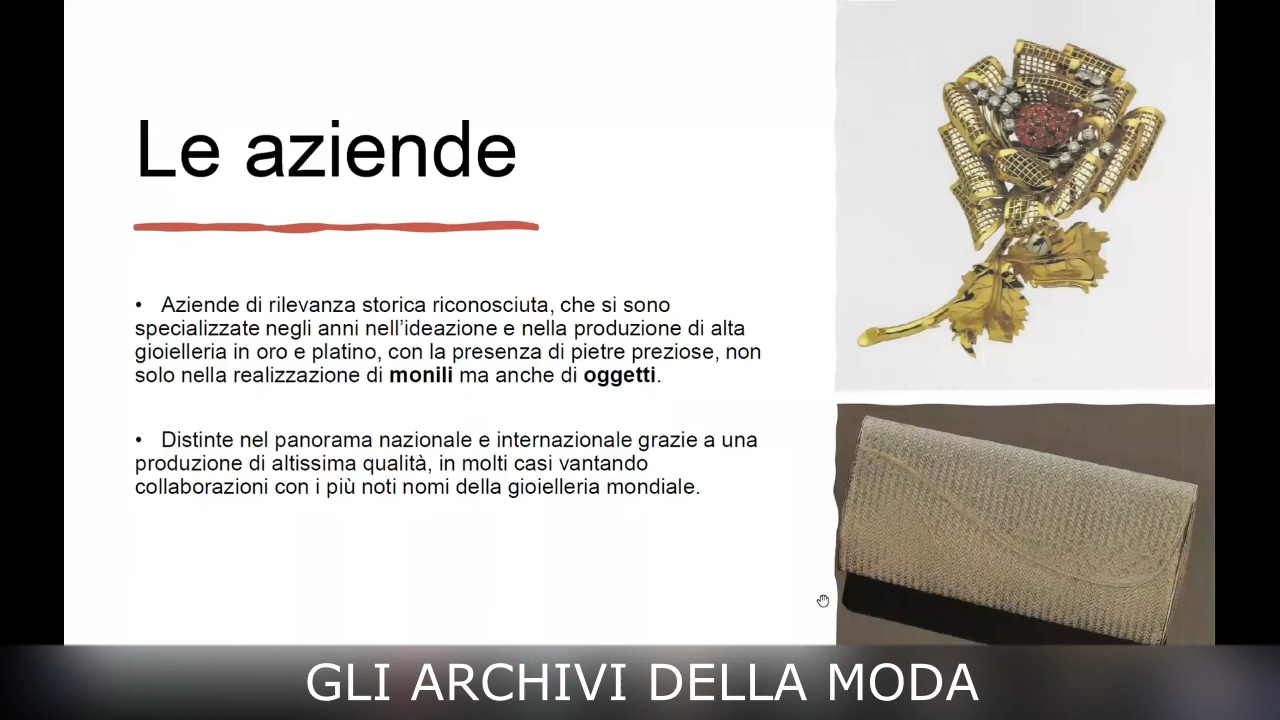 Le aziende
• Aziende di rilevanza storica riconosciuta, che si sono
specializzate negli anni nell’ideazione e nella produzione di alta
gioielleria in oro e platino, con la presenza di pietre preziose, non
solo nella realizzazione di monili ma anche di oggetti.
• Distinte nel panorama nazionale e internazionale grazie a una
produzione di altissima qualità, in molti casi vantando
collaborazioni con i più noti nomi della gioielleria mondiale.
GLI ARCHIVI DELLA MODA